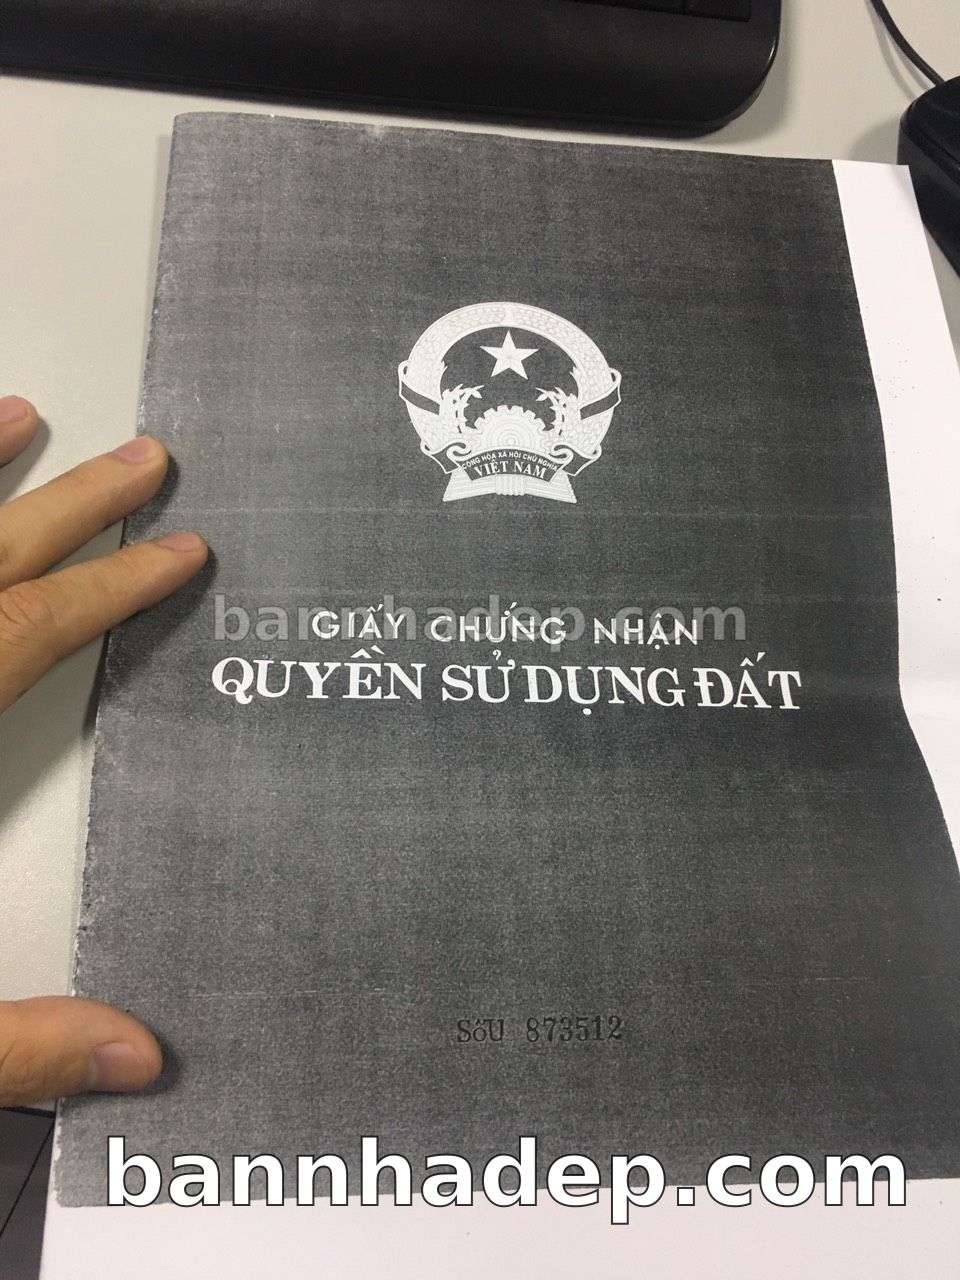 CỘNG HÒA XÃ HỘI CHỦ NGHĨA
VIỆT NAM
bannhadep.com
GIẤY CHỨNG NHẬN
QUYỀN SỬ DỤNG ĐẤT
SốU 873512
bannhadep.com